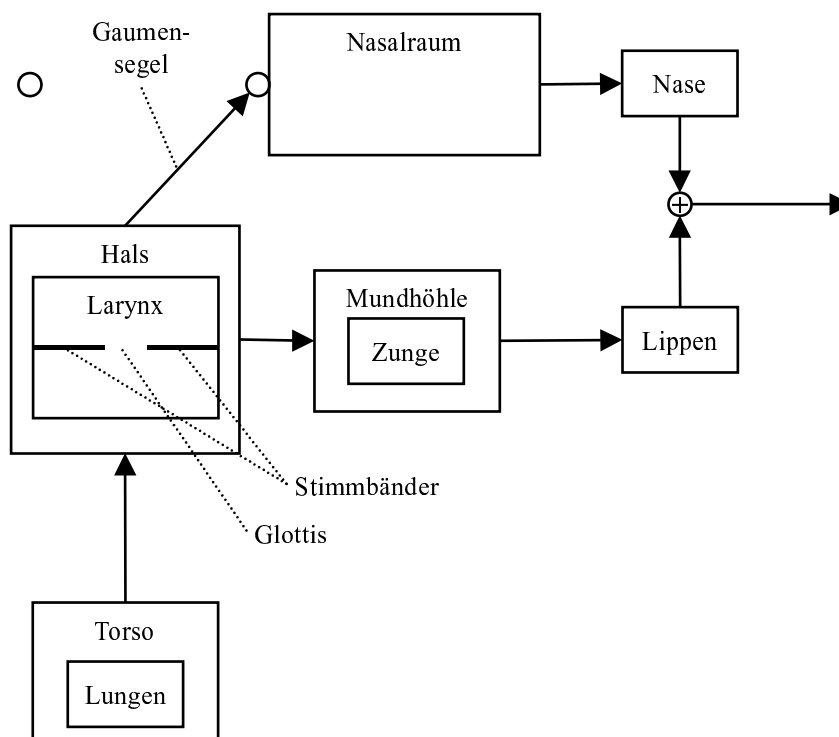 Gaumen-
segel
Nasalraum
Nase
Hals
Larynx
Mundhöhle
Zunge
Lippen
Stimmbänder
Glottis
Torso
Lungen